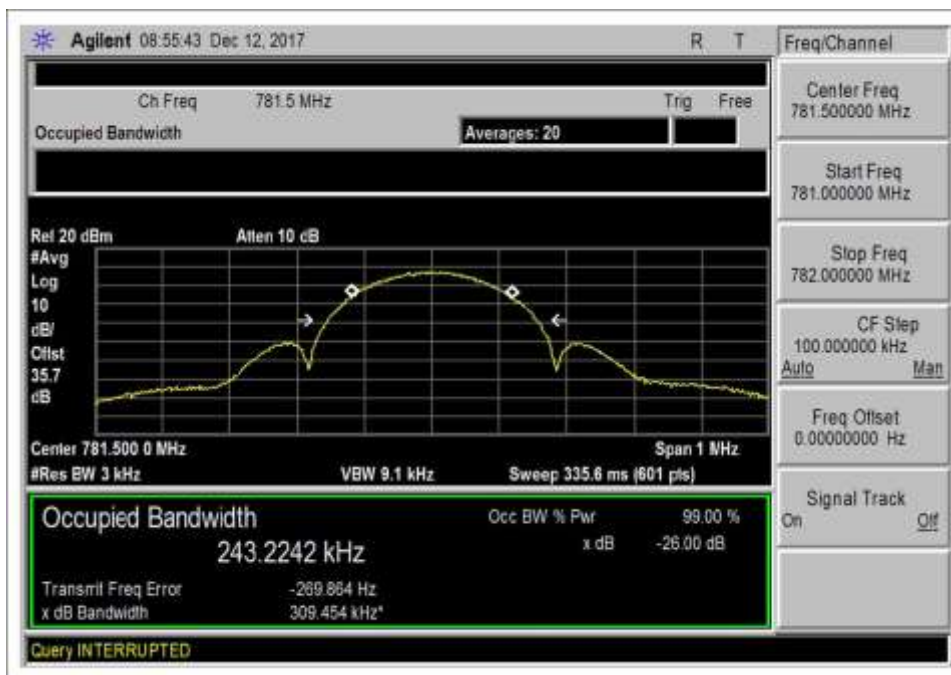 Agilent 08:55:43 Dec 12, 2017 R T
Freq/Channel
Ch Freq 781.5 MHz Trig Free
Occupied Bandwidth Averages: 20
Center Freq
781.500000 MHz
Start Freq
781.000000 MHz
Stop Freq
782.000000 MHz
CF Step
100.000000 kHz
Auto Man
Freq Offset
0.00000000 Hz
Signal Track
On Off
Ref 20 dBm Atten 10 dB
#Avg
Log
10
dB/
Offst
35.7
dB
Center 781.500 0 MHz Span 1 MHz
#Res BW 3 kHz VBW 9.1 kHz Sweep 335.6 ms (601 pts)
Occupied Bandwidth Occ BW % Pwr 99.00 %
243.2242 kHz x dB -26.00 dB
Transmit Freq Error -269.864 Hz
x dB Bandwidth 309.454 kHz*
Query INTERRUPTED